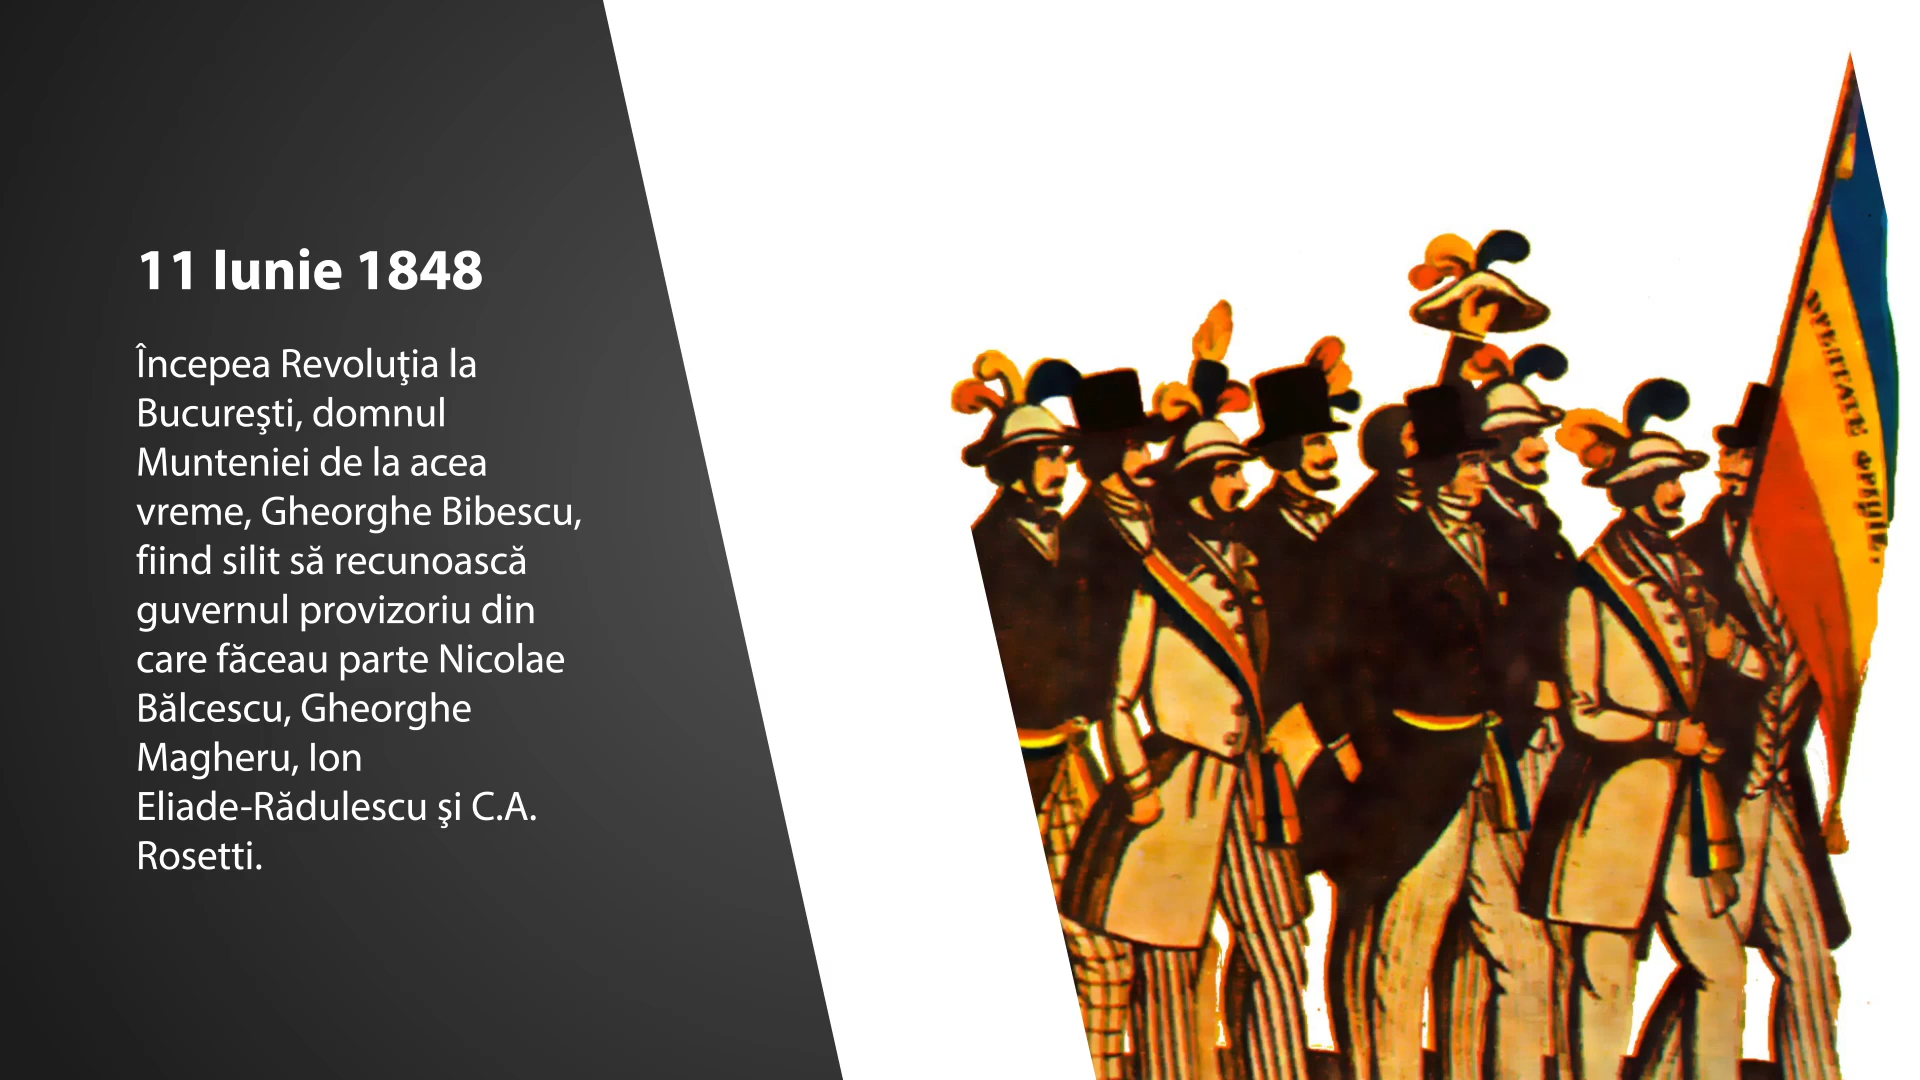 11 Iunie 1848
Începea Revoluţia la
Bucureşti, domnul
Munteniei de la acea
vreme, Gheorghe Bibescu,
fiind silit să recunoască
guvernul provizoriu din
care făceau parte Nicolae
Bălcescu, Gheorghe
Magheru, Ion
Eliade-Rădulescu şi C.A.
Rosetti.